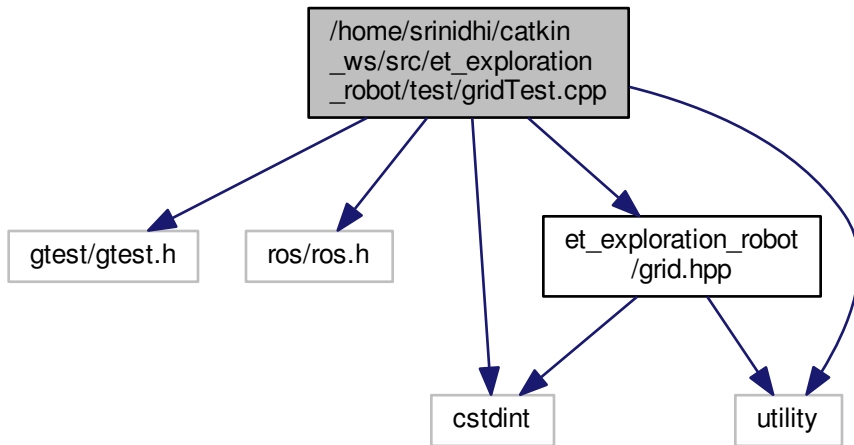 /home/srinidhi/catkin
_ws/src/et_exploration
_robot/test/gridTest.cpp
gtest/gtest.h
ros/ros.h
et_exploration_robot
/grid.hpp
cstdint
utility